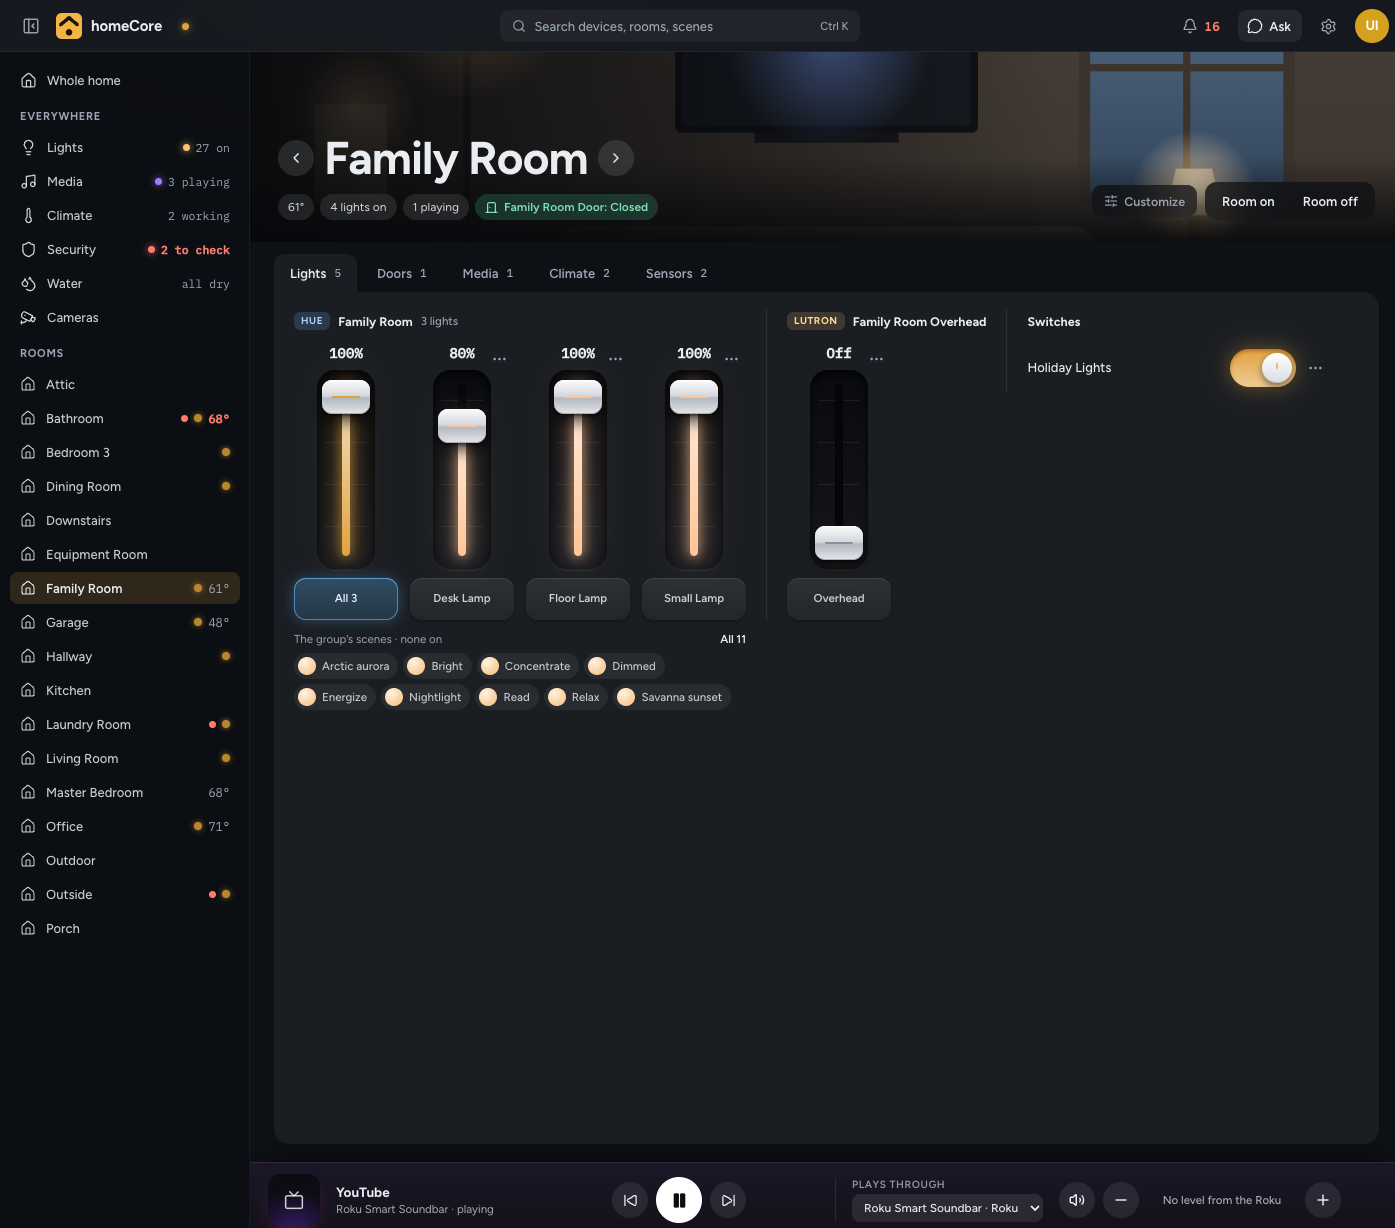 homeCore
Search devices, rooms, scenes
Ctrl K
16
Ask
UI
Whole home
EVERYWHERE
Lights 27 on
Media 3 playing
Climate 2 working
Security 2 to check
Water all dry
Cameras
ROOMS
Attic
Bathroom 68°
Bedroom 3
Dining Room
Downstairs
Equipment Room
Family Room 61°
Garage 48°
Hallway
Kitchen
Laundry Room
Living Room
Master Bedroom 68°
Office 71°
Outdoor
Outside
Porch
Family Room
61° 4 lights on 1 playing Family Room Door: Closed
Customize Room on Room off
Lights 5 Doors 1 Media 1 Climate 2 Sensors 2
HUE Family Room 3 lights
100% 80% ... 100% ... 100% ...
All 3 Desk Lamp Floor Lamp Small Lamp
The group's scenes · none on All 11
Arctic aurora Bright Concentrate Dimmed
Energize Nightlight Read Relax Savanna sunset
LUTRON Family Room Overhead
Off ...
Overhead
Switches
Holiday Lights ...
YouTube
Roku Smart Soundbar · playing
PLAYS THROUGH
Roku Smart Soundbar · Roku
No level from the Roku